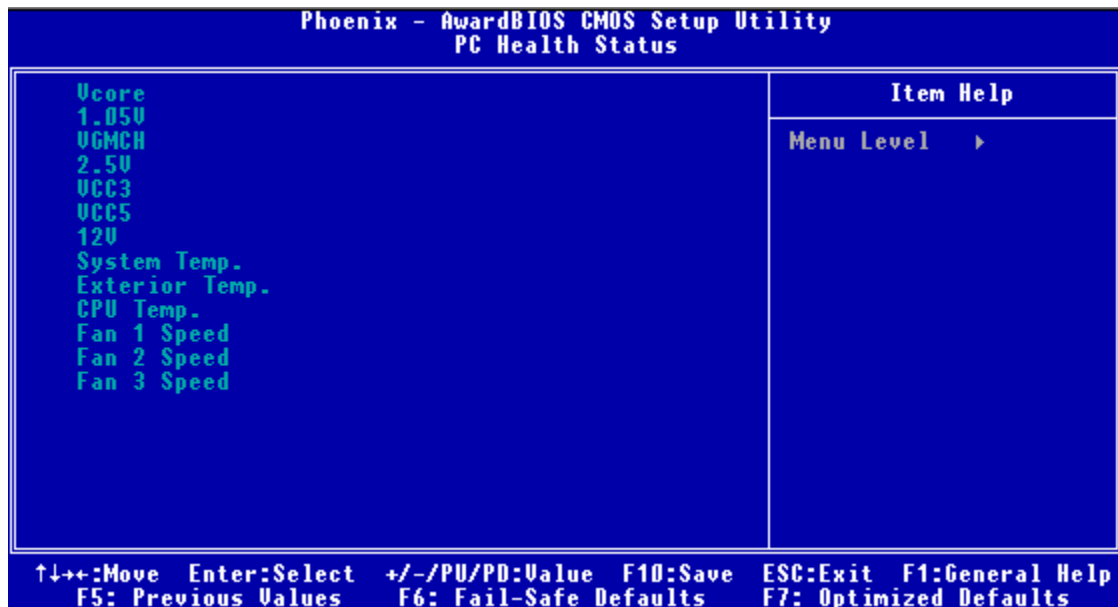 Phoenix - AwardBIOS CMOS Setup Utility
PC Health Status
Vcore
1.05V
VGMCH
2.5V
VCC3
VCC5
12V
System Temp.
Exterior Temp.
CPU Temp.
Fan 1 Speed
Fan 2 Speed
Fan 3 Speed
Item Help
Menu Level ▸
↑↓→←:Move Enter:Select +/-/PU/PD:Value F10:Save ESC:Exit F1:General Help
F5: Previous Values F6: Fail-Safe Defaults F7: Optimized Defaults